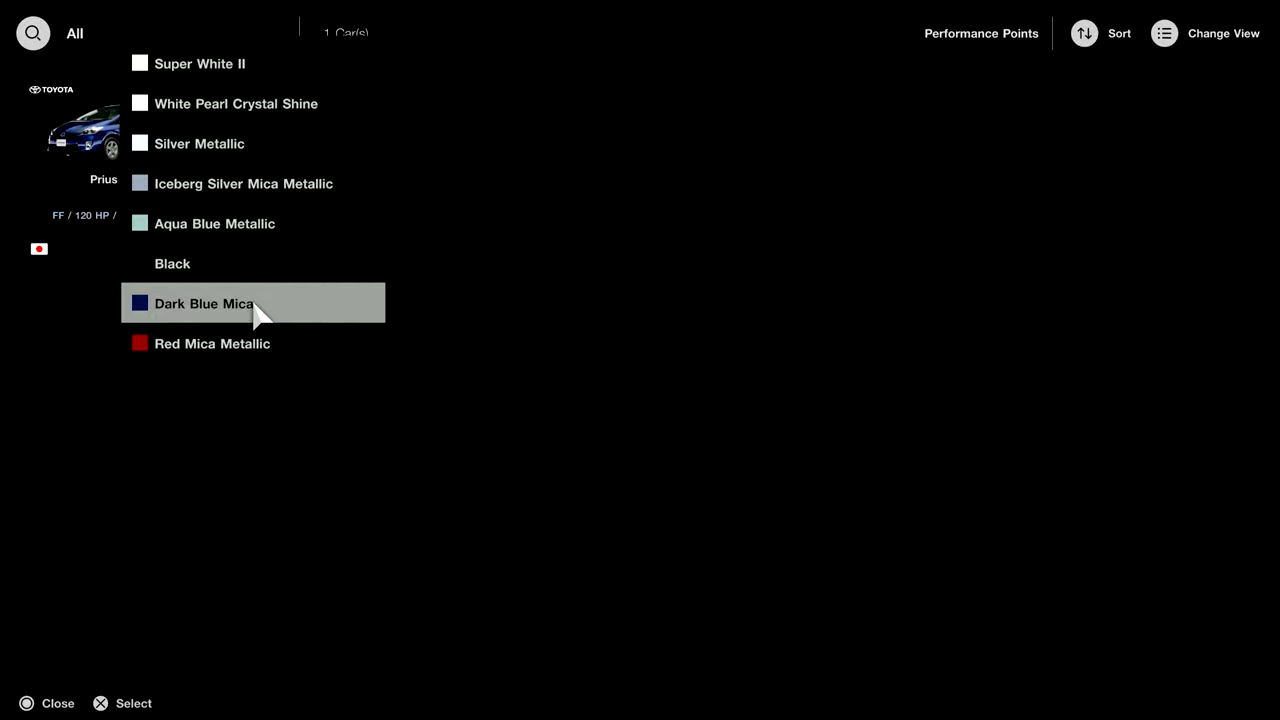 All
1 Car(s)
Performance Points
Sort
Change View
TOYOTA
Prius
FF / 120 HP /
Super White II
White Pearl Crystal Shine
Silver Metallic
Iceberg Silver Mica Metallic
Aqua Blue Metallic
Black
Dark Blue Mica
Red Mica Metallic
Close
Select